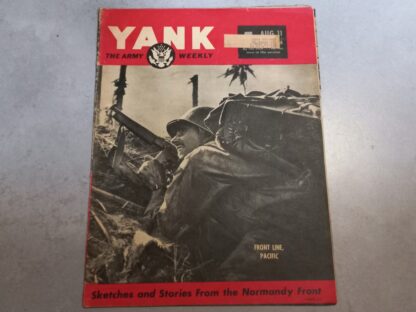 YANK
AUG. 11
THE ARMY WEEKLY
FRONT LINE,
PACIFIC
Sketches and Stories From the Normandy Front